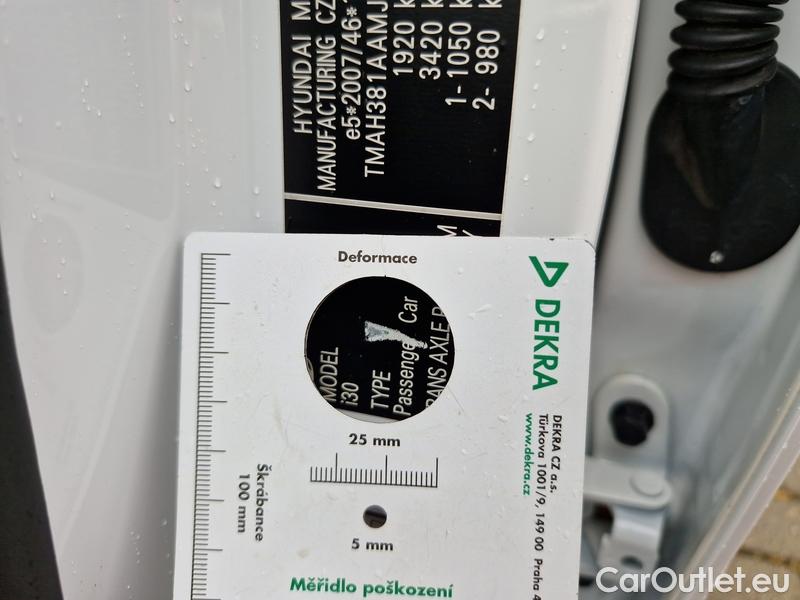 HYUNDAI M
MANUFACTURING CZ
e5*2007/46*
TMAH381AAMJ
1920 k
3420 k
1- 1050 k
2- 980 k
MODEL
i30
TYPE
Passenger Car
Deformace
25 mm
5 mm
Škrábance
100 mm
Měřidlo poškození
DEKRA
DEKRA CZ a.s.
Türkova 1001/9, 149 00 Praha 4
www.dekra.cz
CarOutlet.eu